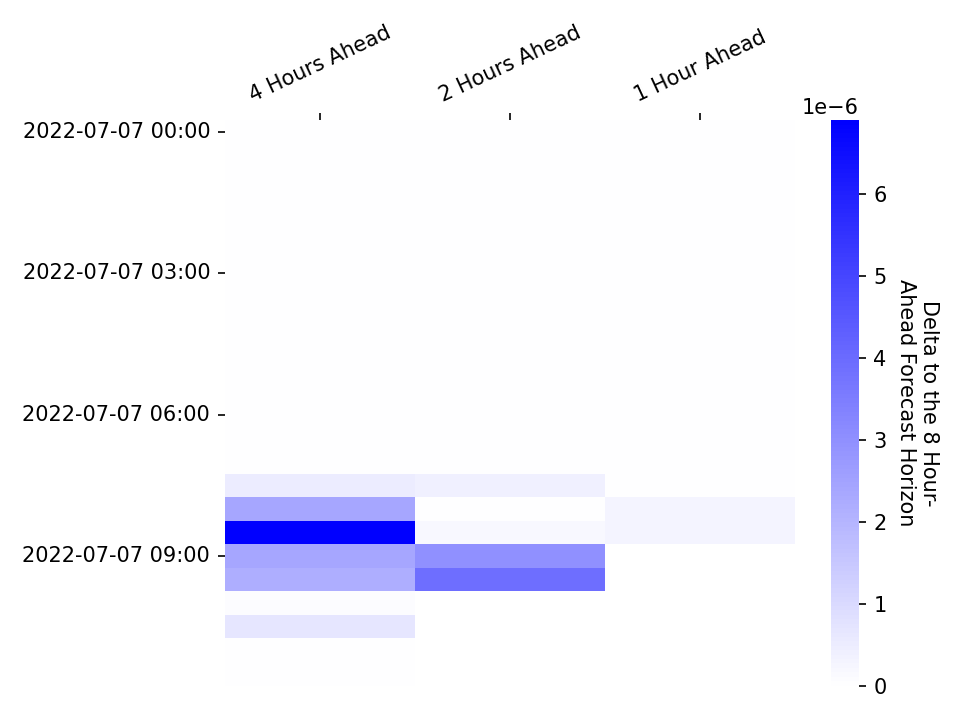 4 Hours Ahead
2 Hours Ahead
1 Hour Ahead
1e−6
2022-07-07 00:00
2022-07-07 03:00
2022-07-07 06:00
2022-07-07 09:00
6
5
4
3
2
1
0
Delta to the 8 Hour-
Ahead Forecast Horizon